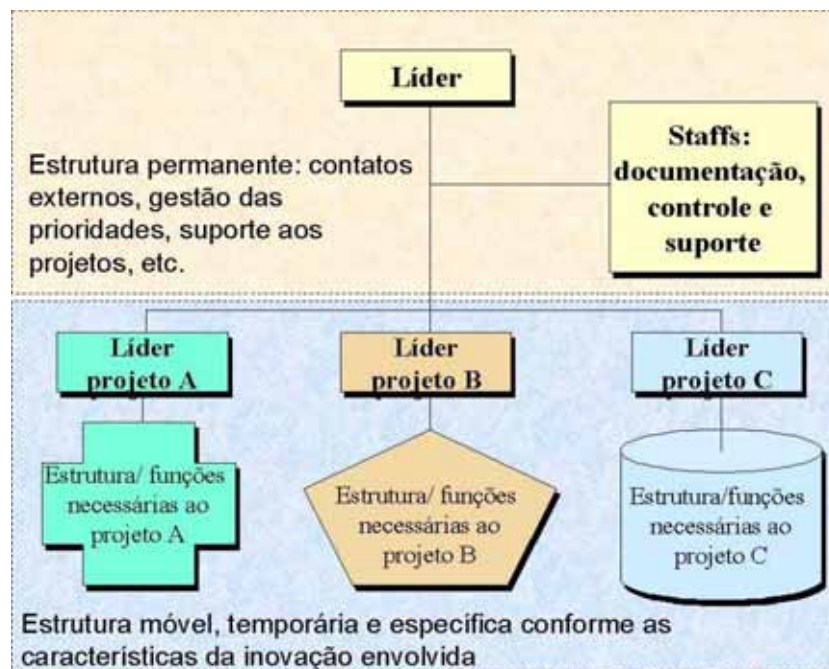 Líder
Staffs:
documentação,
controle e
suporte
Estrutura permanente: contatos
externos, gestão das
prioridades, suporte aos
projetos, etc.
Líder
projeto A
Líder
projeto B
Líder
projeto C
Estrutura/ funções
necessárias ao
projeto A
Estrutura/ funções
necessárias ao
projeto B
Estrutura/funções
necessárias ao
projeto C
Estrutura móvel, temporária e específica conforme as
características da inovação envolvida